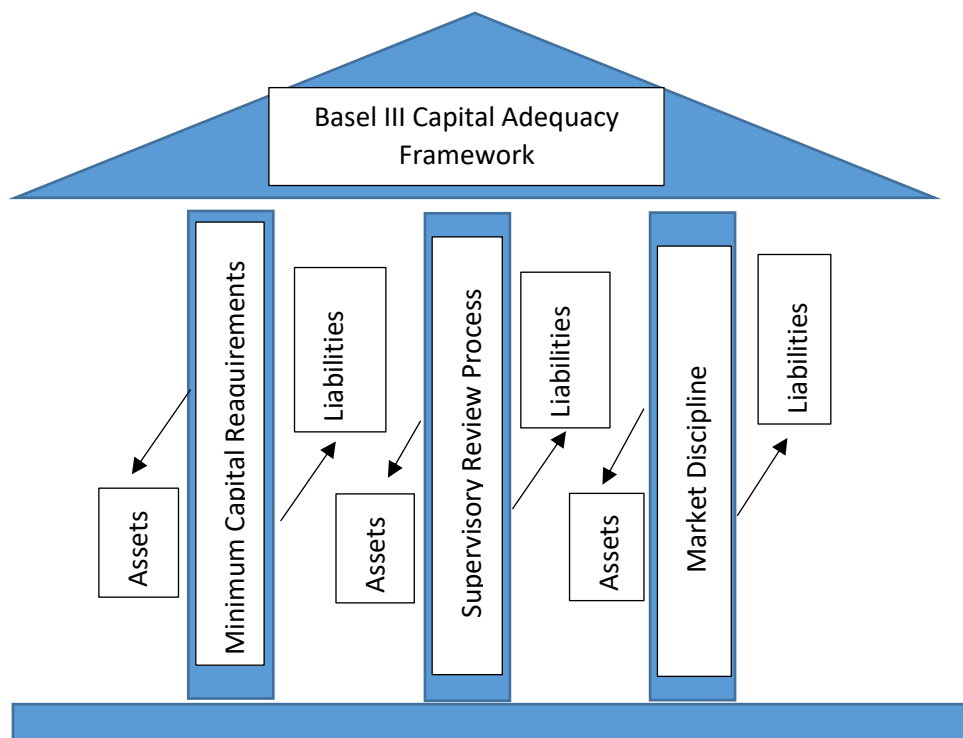 Basel III Capital Adequacy
Framework
Assets
Minimum Capital Reaquirements
Liabilities
Assets
Supervisory Review Process
Liabilities
Assets
Market Discipline
Liabilities